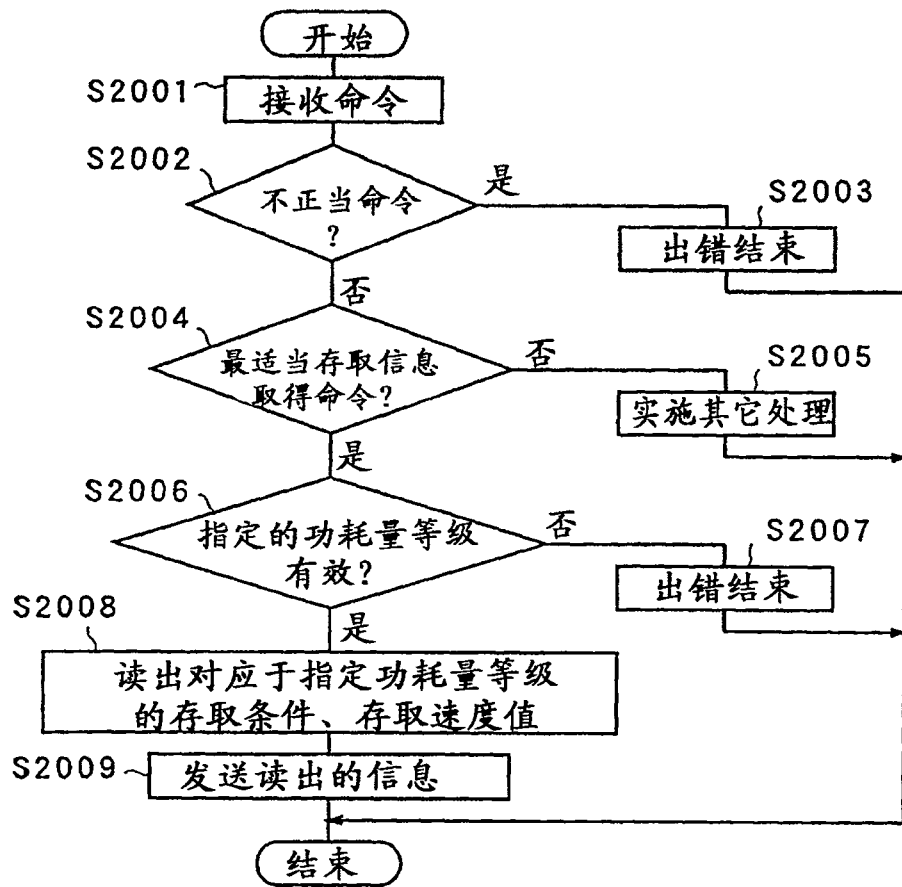 开始
S2001
接收命令
S2002
不正当命令
?
是
S2003
出错结束
否
S2004
最适当存取信息
取得命令?
否
S2005
实施其它处理
是
S2006
指定的功耗量等级
有效?
否
S2007
出错结束
是
S2008
读出对应于指定功耗量等级
的存取条件、存取速度值
S2009
发送读出的信息
结束